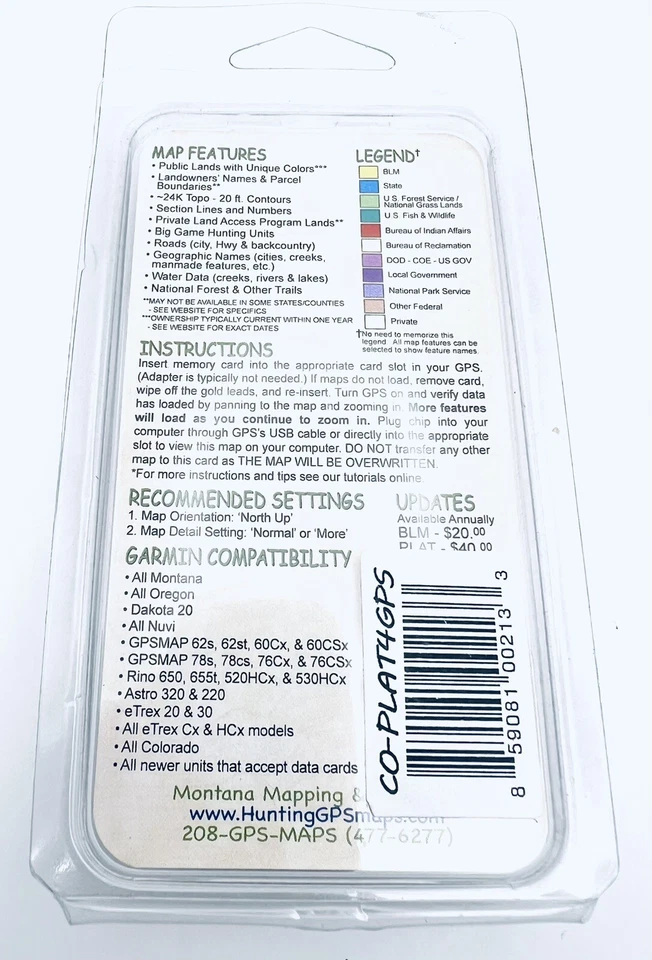 MAP FEATURES
• Public Lands with Unique Colors***
• Landowners' Names & Parcel
Boundaries**
• ~24K Topo - 20 ft. Contours
• Section Lines and Numbers
• Private Land Access Program Lands**
• Big Game Hunting Units
• Roads (city, Hwy & backcountry)
• Geographic Names (cities, creeks,
manmade features, etc.)
• Water Data (creeks, rivers & lakes)
• National Forest & Other Trails
**MAY NOT BE AVAILABLE IN SOME STATES/COUNTIES
- SEE WEBSITE FOR SPECIFICS
***OWNERSHIP TYPICALLY CURRENT WITHIN ONE YEAR
- SEE WEBSITE FOR EXACT DATES
LEGEND†
BLM
State
U.S. Forest Service /
National Grass Lands
U.S. Fish & Wildlife
Bureau of Indian Affairs
Bureau of Reclamation
DOD - COE - US GOV
Local Government
National Park Service
Other Federal
Private
†No need to memorize this
legend. All map features can be
selected to show feature names.
INSTRUCTIONS
Insert memory card into the appropriate card slot in your GPS.
(Adapter is typically not needed.) If maps do not load, remove card,
wipe off the gold leads, and re-insert. Turn GPS on and verify data
has loaded by panning to the map and zooming in. More features
will load as you continue to zoom in. Plug chip into your
computer through GPS's USB cable or directly into the appropriate
slot to view this map on your computer. DO NOT transfer any other
map to this card as THE MAP WILL BE OVERWRITTEN.
*For more instructions and tips see our tutorials online.
RECOMMENDED SETTINGS
1. Map Orientation: 'North Up'
2. Map Detail Setting: 'Normal' or 'More'
UPDATES
Available Annually
BLM - $20.00
PLAT - $40.00
GARMIN COMPATIBILITY
• All Montana
• All Oregon
• Dakota 20
• All Nuvi
• GPSMAP 62s, 62st, 60Cx, & 60CSx
• GPSMAP 78s, 78cs, 76Cx, & 76CSx
• Rino 650, 655t, 520HCx, & 530HCx
• Astro 320 & 220
• eTrex 20 & 30
• All eTrex Cx & HCx models
• All Colorado
• All newer units that accept data cards
CO-PLAT4GPS
8 59081 00213 3
Montana Mapping &
www.HuntingGPSmaps.com
208-GPS-MAPS (477-6277)